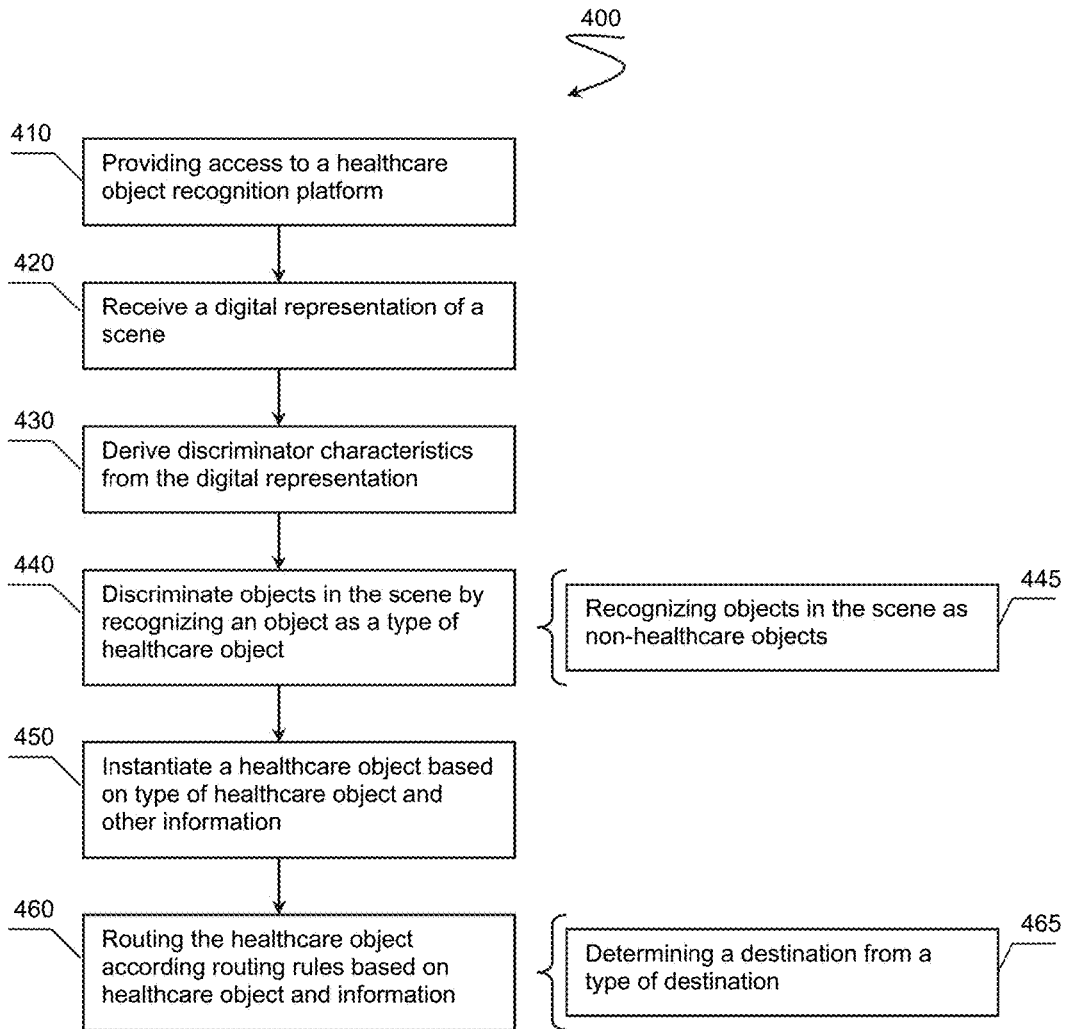 400
410
Providing access to a healthcare
object recognition platform
420
Receive a digital representation of a
scene
430
Derive discriminator characteristics
from the digital representation
440
Discriminate objects in the scene by
recognizing an object as a type of
healthcare object
445
Recognizing objects in the scene as
non-healthcare objects
450
Instantiate a healthcare object based
on type of healthcare object and
other information
460
Routing the healthcare object
according routing rules based on
healthcare object and information
465
Determining a destination from a
type of destination